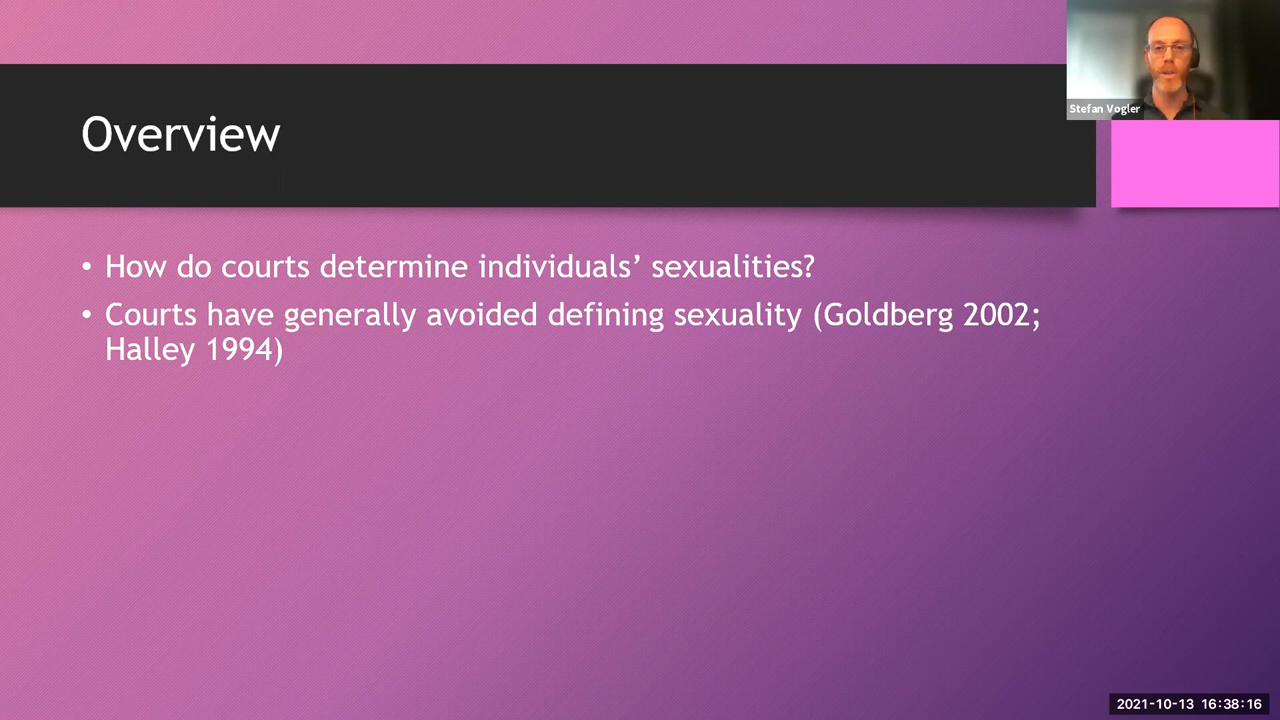 Stefan Vogler
Overview
• How do courts determine individuals’ sexualities?
• Courts have generally avoided defining sexuality (Goldberg 2002;
Halley 1994)
2021-10-13 16:38:16